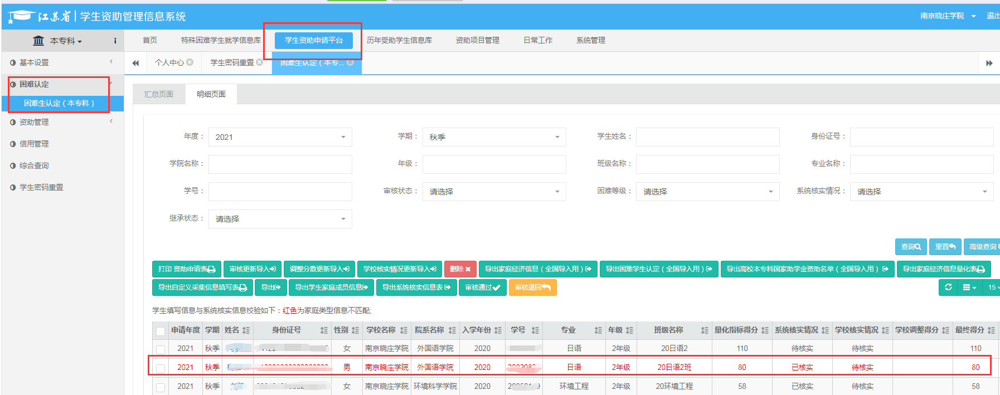 江苏省 | 学生资助管理信息系统
南京晓庄学院
退出
本专科
首页
特殊困难学生就学信息库
学生资助申请平台
历年受助学生信息库
资助项目管理
日常工作
系统管理
基本设置
个人中心
学生密码重置
困难生认定（本专...
困难认定
困难生认定（本专科）
资助管理
信用管理
综合查询
学生密码重置
汇总页面
明细页面
年度：
2021
学期：
秋季
学生姓名：
身份证号：
学院名称：
年级：
班级名称：
专业名称：
学号：
审核状态：
请选择
困难等级：
请选择
系统核实情况：
请选择
继承状态：
请选择
查询
重置
高级查询
打印 资助申请表
审核更新导入
调整分数更新导入
学校核实情况更新导入
删除
导出家庭经济信息（全国导入用）
导出困难学生认定（全国导入用）
导出高校本专科国家助学金资助名单（全国导入用）
导出家庭经济信息量化表
导出自定义采集信息填写表
导出
导出学生家庭成员信息
导出系统核实信息表
审核通过
审核退回
15
学生填写信息与系统核实信息校验如下：红色为家庭类型信息不匹配;
申请年度 学期 姓名 身份证号 性别 学校名称 院系名称 入学年份 学号 专业 年级 班级名称 量化指标得分 系统核实情况 学校核实情况 学校调整得分 最终得分
2021 秋季 女 南京晓庄学院 外国语学院 2020 日语 2年级 20日语2 110 待核实 待核实 110
2021 秋季 男 南京晓庄学院 外国语学院 2020 日语 2年级 20日语2班 80 已核实 待核实 80
2021 秋季 女 南京晓庄学院 环境科学学院 2020 环境工程 2年级 20环境工程 58 已核实 待核实 58